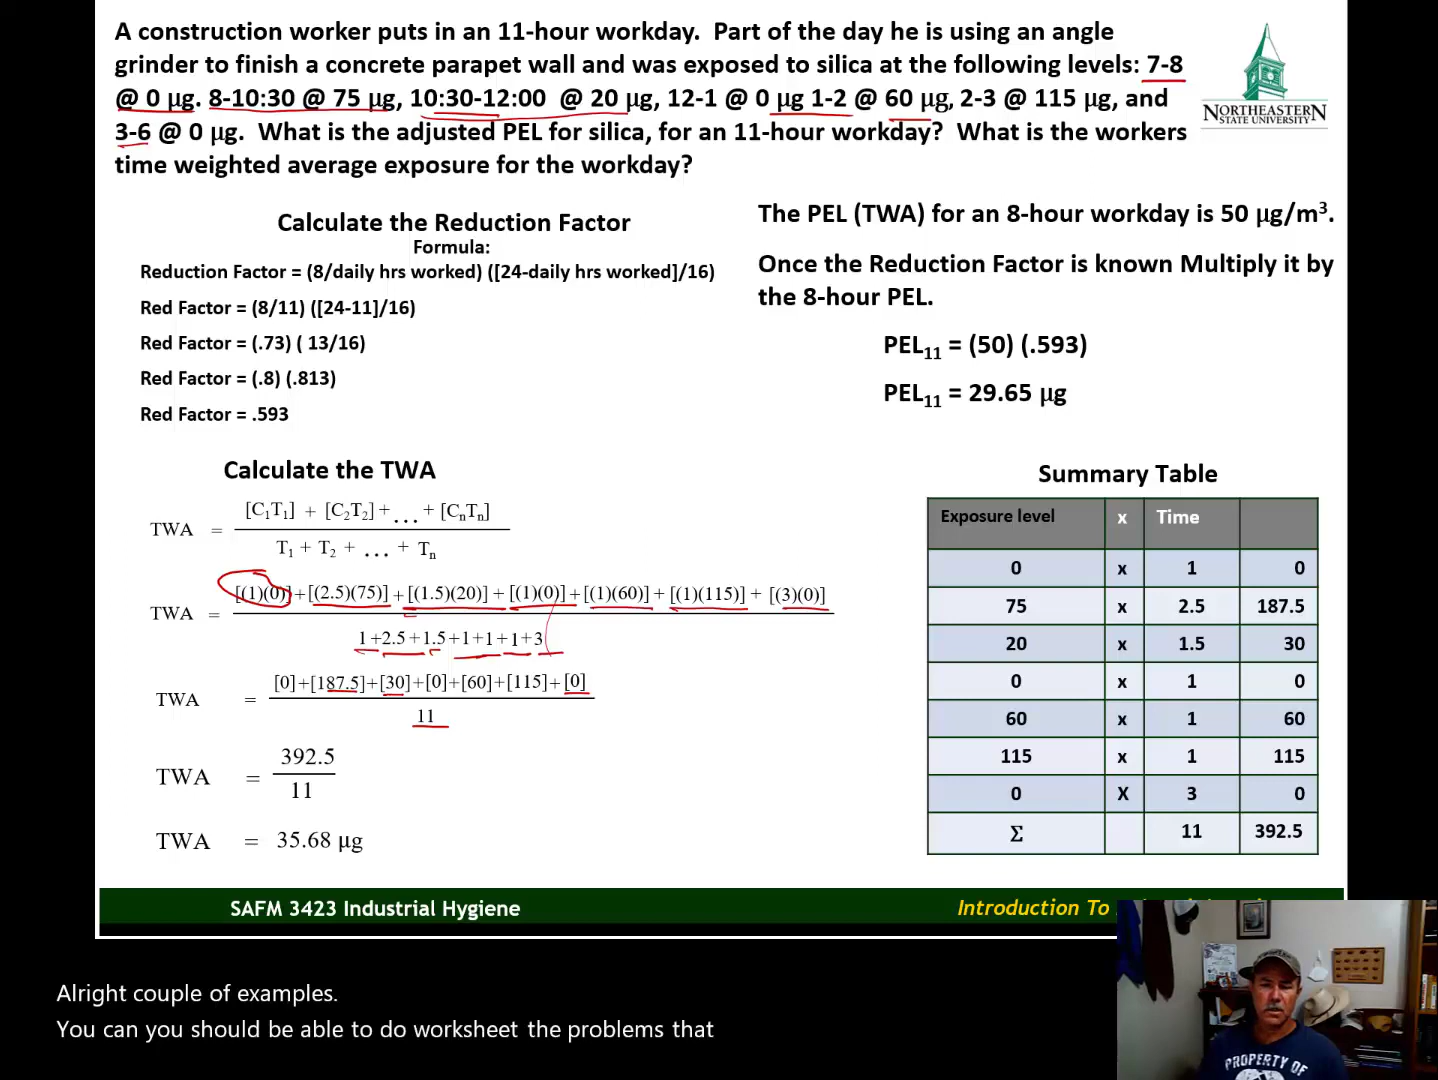 A construction worker puts in an 11-hour workday. Part of the day he is using an angle
grinder to finish a concrete parapet wall and was exposed to silica at the following levels: 7-8
@ 0 µg. 8-10:30 @ 75 µg, 10:30-12:00 @ 20 µg, 12-1 @ 0 µg 1-2 @ 60 µg, 2-3 @ 115 µg, and
3-6 @ 0 µg. What is the adjusted PEL for silica, for an 11-hour workday? What is the workers
time weighted average exposure for the workday?
NORTHEASTERN
STATE UNIVERSITY
Calculate the Reduction Factor
Formula:
Reduction Factor = (8/daily hrs worked) ([24-daily hrs worked]/16)
Red Factor = (8/11) ([24-11]/16)
Red Factor = (.73) ( 13/16)
Red Factor = (.8) (.813)
Red Factor = .593
The PEL (TWA) for an 8-hour workday is 50 µg/m³.
Once the Reduction Factor is known Multiply it by
the 8-hour PEL.
PEL₁₁ = (50) (.593)
PEL₁₁ = 29.65 µg
Calculate the TWA
[C₁T₁] + [C₂T₂] + ... + [CₙTₙ]
TWA =
T₁ + T₂ + ... + Tₙ
[(1)(0)] +[(2.5)(75)] + [(1.5)(20)] + [(1)(0)] + [(1)(60)] + [(1)(115)] + [(3)(0)]
TWA =
1 +2.5 +1.5 +1+1 +1+3
[0]+[187.5]+[30]+[0]+[60]+[115]+[0]
TWA =
11
392.5
TWA =
11
TWA = 35.68 µg
Summary Table
Exposure level x Time
0 x 1 0
75 x 2.5 187.5
20 x 1.5 30
0 x 1 0
60 x 1 60
115 x 1 115
0 X 3 0
Σ 11 392.5
SAFM 3423 Industrial Hygiene
Introduction To
Alright couple of examples.
You can you should be able to do worksheet the problems that
PROPERTY OF